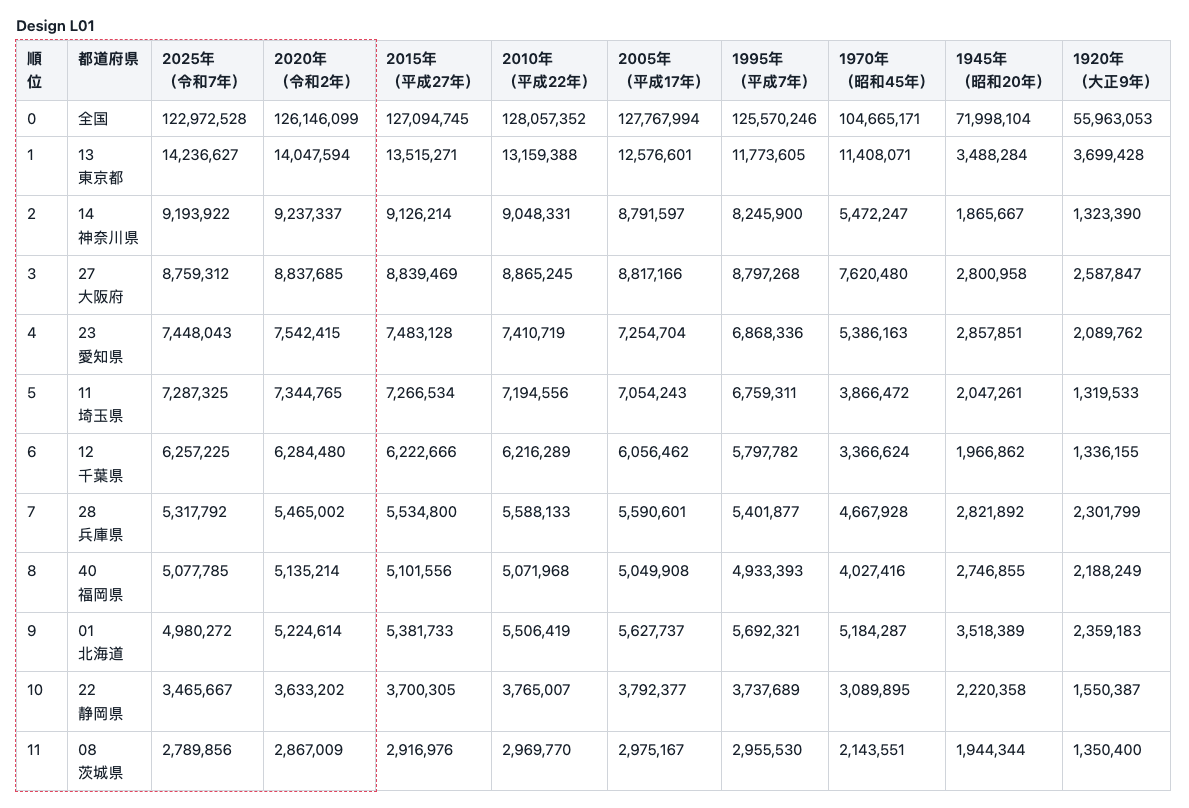 Design L01
順位 都道府県 2025年（令和7年） 2020年（令和2年） 2015年（平成27年） 2010年（平成22年） 2005年（平成17年） 1995年（平成7年） 1970年（昭和45年） 1945年（昭和20年） 1920年（大正9年）
0 全国 122,972,528 126,146,099 127,094,745 128,057,352 127,767,994 125,570,246 104,665,171 71,998,104 55,963,053
1 13 東京都 14,236,627 14,047,594 13,515,271 13,159,388 12,576,601 11,773,605 11,408,071 3,488,284 3,699,428
2 14 神奈川県 9,193,922 9,237,337 9,126,214 9,048,331 8,791,597 8,245,900 5,472,247 1,865,667 1,323,390
3 27 大阪府 8,759,312 8,837,685 8,839,469 8,865,245 8,817,166 8,797,268 7,620,480 2,800,958 2,587,847
4 23 愛知県 7,448,043 7,542,415 7,483,128 7,410,719 7,254,704 6,868,336 5,386,163 2,857,851 2,089,762
5 11 埼玉県 7,287,325 7,344,765 7,266,534 7,194,556 7,054,243 6,759,311 3,866,472 2,047,261 1,319,533
6 12 千葉県 6,257,225 6,284,480 6,222,666 6,216,289 6,056,462 5,797,782 3,366,624 1,966,862 1,336,155
7 28 兵庫県 5,317,792 5,465,002 5,534,800 5,588,133 5,590,601 5,401,877 4,667,928 2,821,892 2,301,799
8 40 福岡県 5,077,785 5,135,214 5,101,556 5,071,968 5,049,908 4,933,393 4,027,416 2,746,855 2,188,249
9 01 北海道 4,980,272 5,224,614 5,381,733 5,506,419 5,627,737 5,692,321 5,184,287 3,518,389 2,359,183
10 22 静岡県 3,465,667 3,633,202 3,700,305 3,765,007 3,792,377 3,737,689 3,089,895 2,220,358 1,550,387
11 08 茨城県 2,789,856 2,867,009 2,916,976 2,969,770 2,975,167 2,955,530 2,143,551 1,944,344 1,350,400